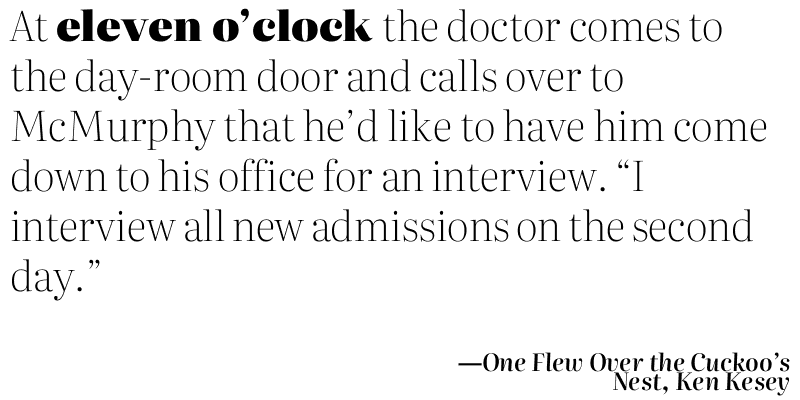 At eleven o’clock the doctor comes to
the day-room door and calls over to
McMurphy that he’d like to have him come
down to his office for an interview. “I
interview all new admissions on the second
day.”
—One Flew Over the Cuckoo’s
Nest, Ken Kesey